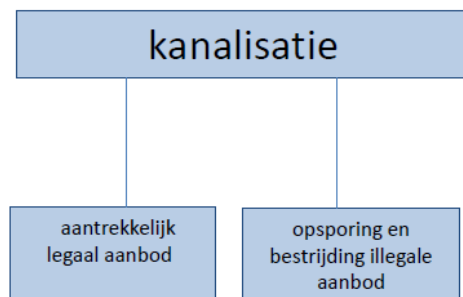 kanalisatie
aantrekkelijk
legaal aanbod
opsporing en
bestrijding illegale
aanbod